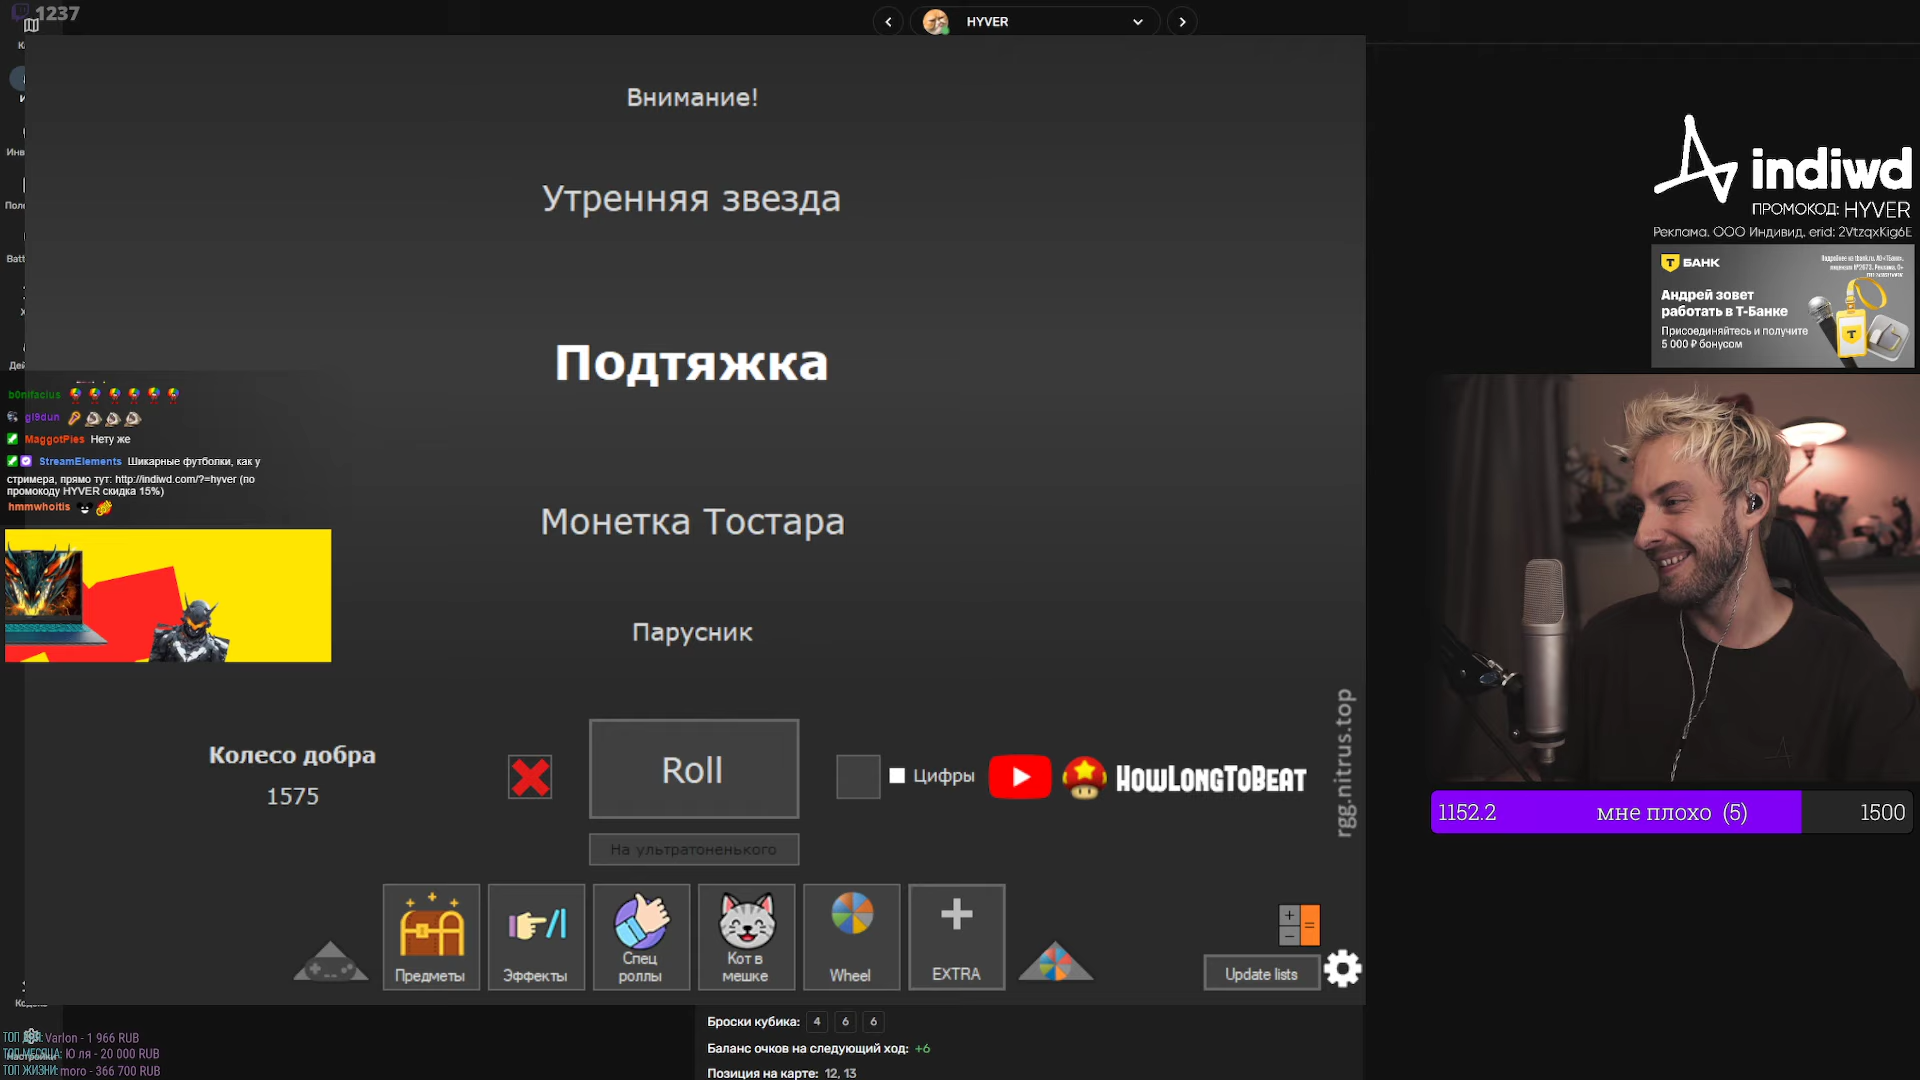 1237
HYVER
Внимание!
Утренняя звезда
Подтяжка
Монетка Тостара
Парусник
Колесо добра
1575
Roll
На ультратоненького
Цифры
HowLongToBeat
rgg.nitrus.top
Предметы
Эффекты
Спец
роллы
Кот в
мешке
Wheel
EXTRA
Update lists
Броски кубика: 4 6 6
Баланс очков на следующий ход: +6
Позиция на карте: 12, 13
b0nifacius
gl9dun
MaggotPies Нету же
StreamElements Шикарные футболки, как у
стримера, прямо тут: http://indiwd.com/?=hyver (по
промокоду HYVER скидка 15%)
hmmwhoitis
Настройки
ТОП ДНЯ: Varlon - 1 966 RUB
ТОП МЕСЯЦА: Ю ля - 20 000 RUB
ТОП ЖИЗНИ: moro - 366 700 RUB
indiwd
ПРОМОКОД: HYVER
Реклама. ООО Индивид. erid: 2VtzqxKig6E
Т БАНК
Андрей зовет
работать в Т-Банке
Присоединяйтесь и получите
5 000 ₽ бонусом
1152.2 мне плохо (5) 1500